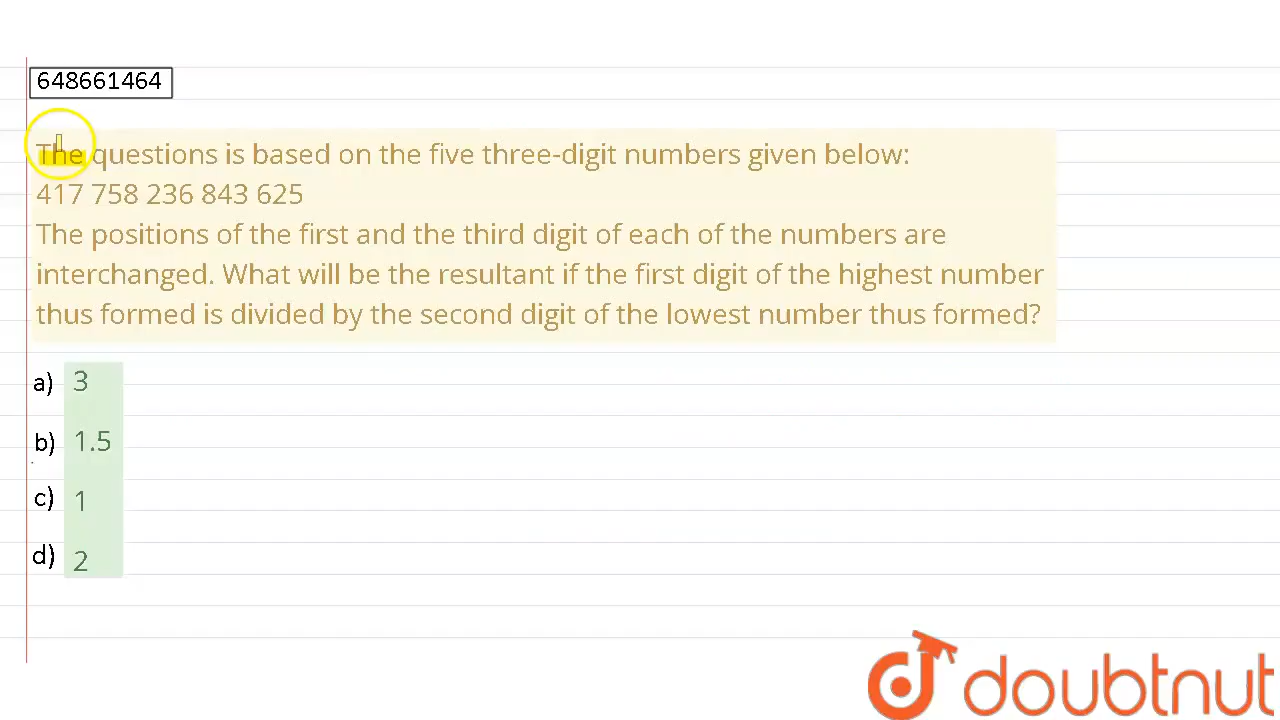 648661464
The questions is based on the five three-digit numbers given below:
417 758 236 843 625
The positions of the first and the third digit of each of the numbers are
interchanged. What will be the resultant if the first digit of the highest number
thus formed is divided by the second digit of the lowest number thus formed?
a) 3
b) 1.5
c) 1
d) 2
doubtnut